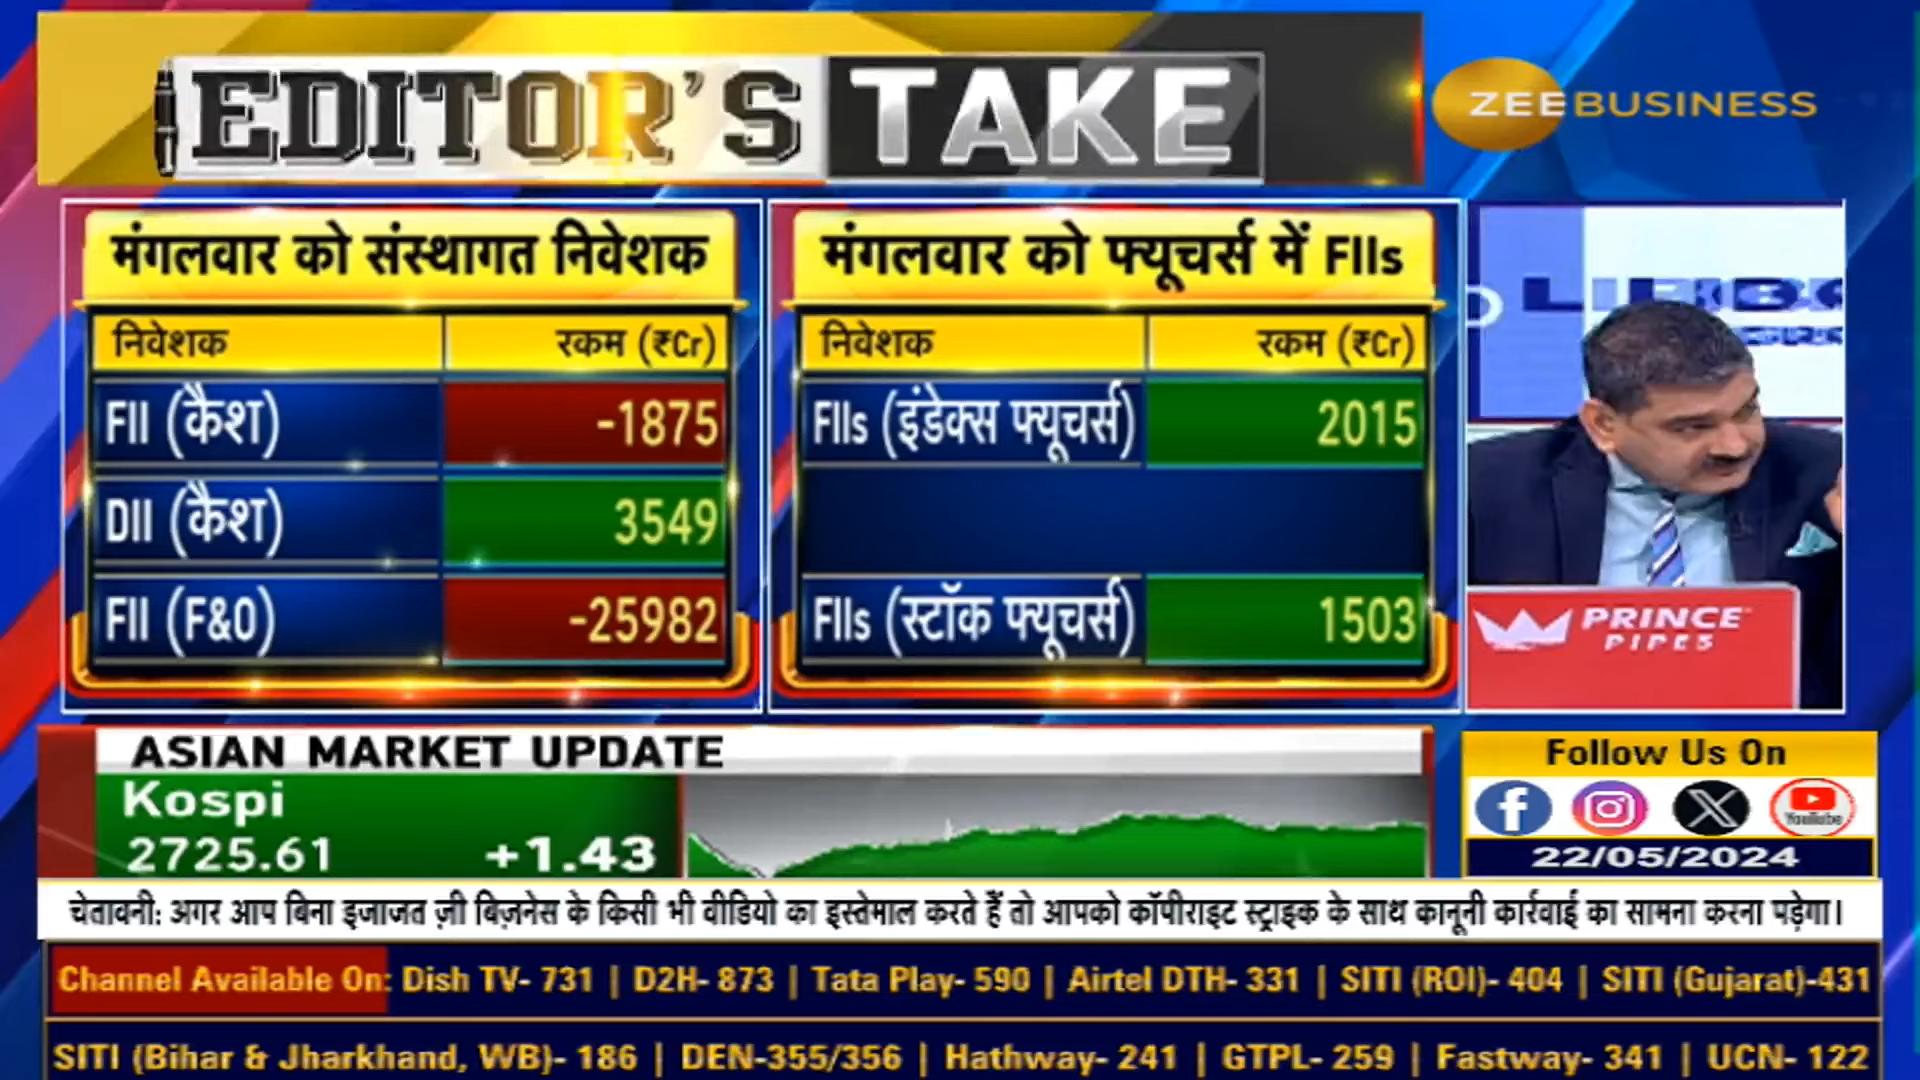 EDITOR'S TAKE
ZEEBUSINESS
मंगलवार को संस्थागत निवेशक
निवेशक रकम (₹Cr)
FII (कैश) -1875
DII (कैश) 3549
FII (F&O) -25982
मंगलवार को फ्यूचर्स में FIIs
निवेशक रकम (₹Cr)
FIIs (इंडेक्स फ्यूचर्स) 2015
FIIs (स्टॉक फ्यूचर्स) 1503
PRINCE
PIPES
ASIAN MARKET UPDATE
Kospi
2725.61 +1.43
Follow Us On
YouTube
22/05/2024
चेतावनी: अगर आप बिना इजाजत ज़ी बिज़नेस के किसी भी वीडियो का इस्तेमाल करते हैं तो आपको कॉपीराइट स्ट्राइक के साथ कानूनी कार्रवाई का सामना करना पड़ेगा।
Channel Available On: Dish TV- 731 | D2H- 873 | Tata Play- 590 | Airtel DTH- 331 | SITI (ROI)- 404 | SITI (Gujarat)-431
SITI (Bihar & Jharkhand, WB)- 186 | DEN-355/356 | Hathway- 241 | GTPL- 259 | Fastway- 341 | UCN- 122